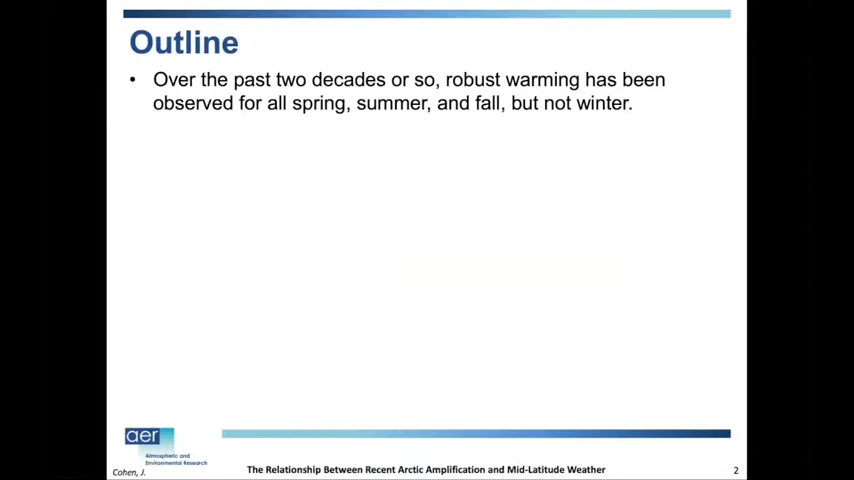 Outline
• Over the past two decades or so, robust warming has been
observed for all spring, summer, and fall, but not winter.
aer
Atmospheric and
Environmental Research
Cohen, J.
The Relationship Between Recent Arctic Amplification and Mid-Latitude Weather
2